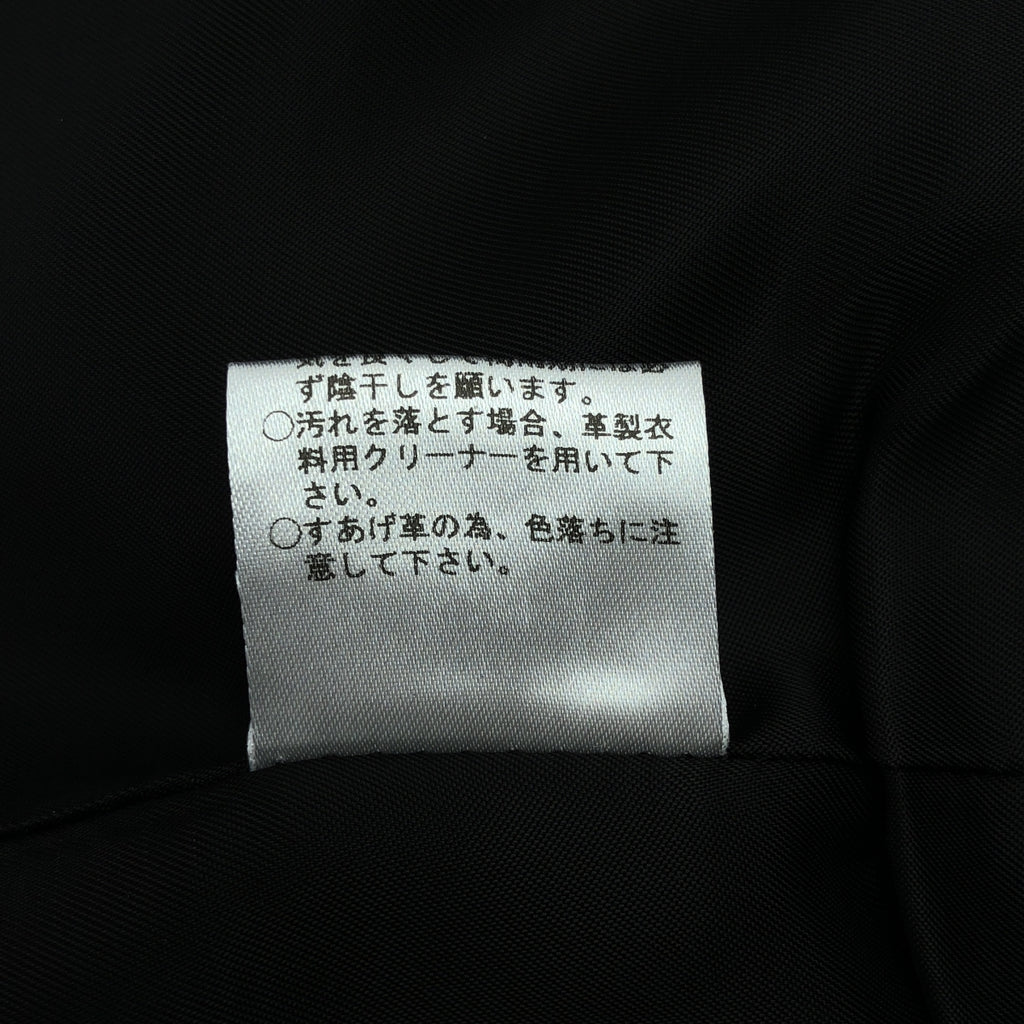 ず陰干しを願います。
○汚れを落とす場合、革製衣
料用クリーナーを用いて下
さい。
○すあげ革の為、色落ちに注
意して下さい。